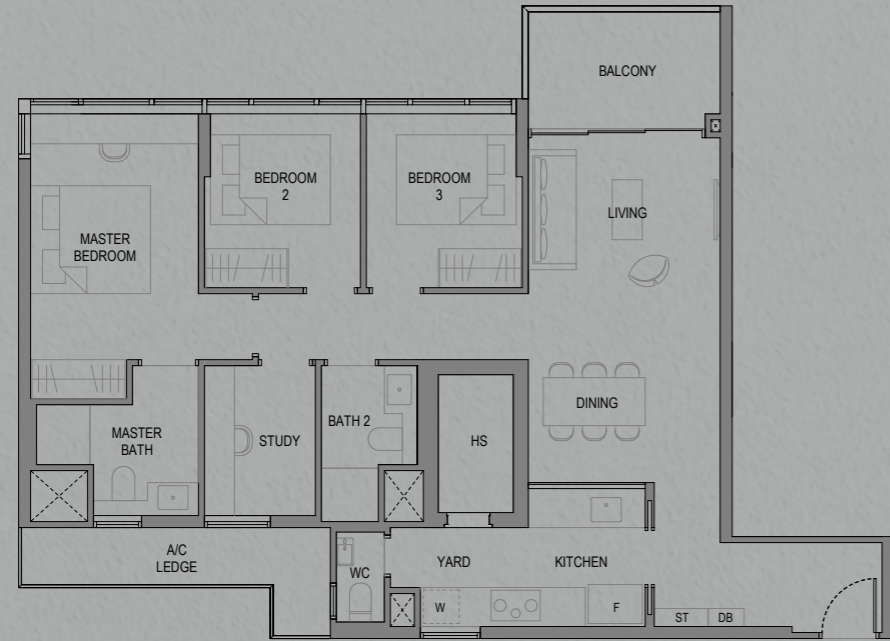 BALCONY
BEDROOM
2
BEDROOM
3
LIVING
MASTER
BEDROOM
DINING
MASTER
BATH
STUDY
BATH 2
HS
A/C
LEDGE
WC
YARD
KITCHEN
W
F
ST
DB